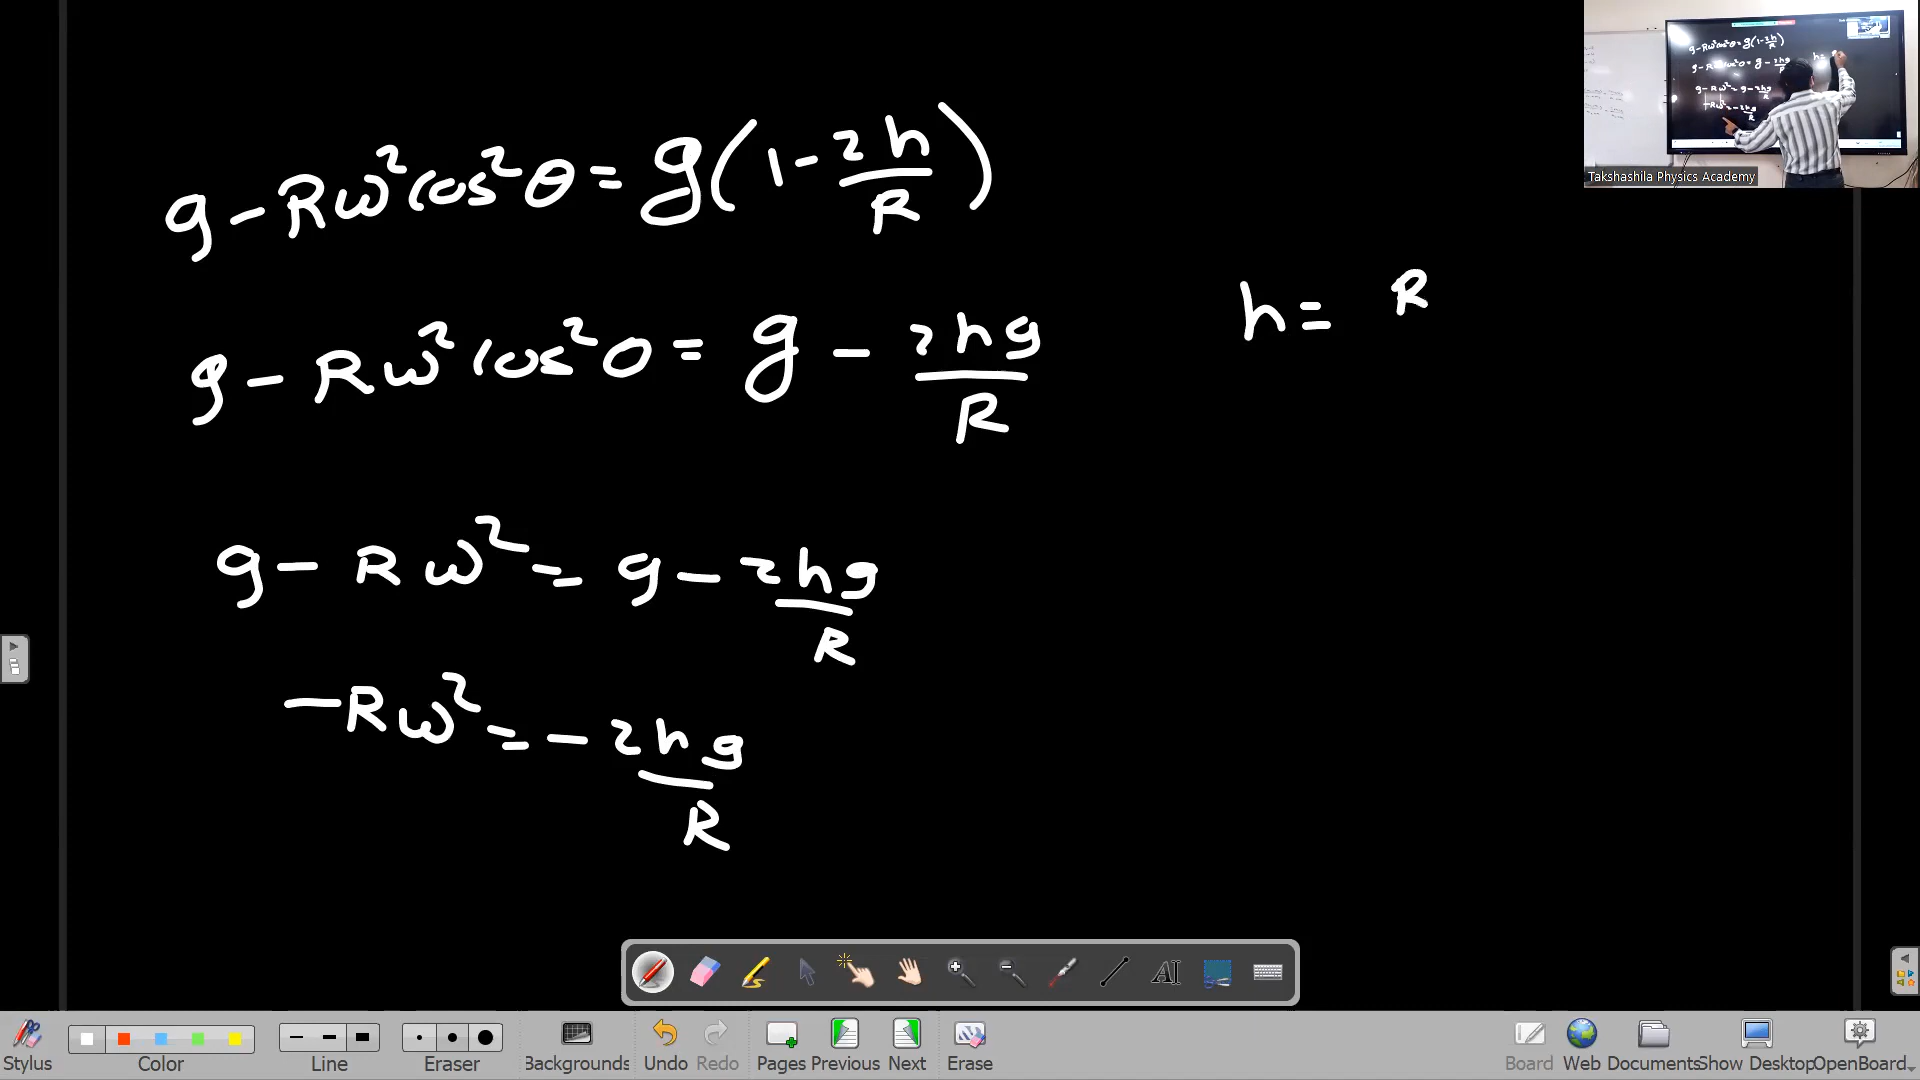 g - Rω²cos²θ = g(1 - 2h/R)
g - Rω²cos²θ = g - 2hg/R
h = R
g - Rω² = g - 2hg/R
-Rω² = - 2hg/R
Takshashila Physics Academy
Stylus
Color
Line
Eraser
Backgrounds
Undo
Redo
Pages
Previous
Next
Erase
Board
Web
Documents
Show Desktop
OpenBoard